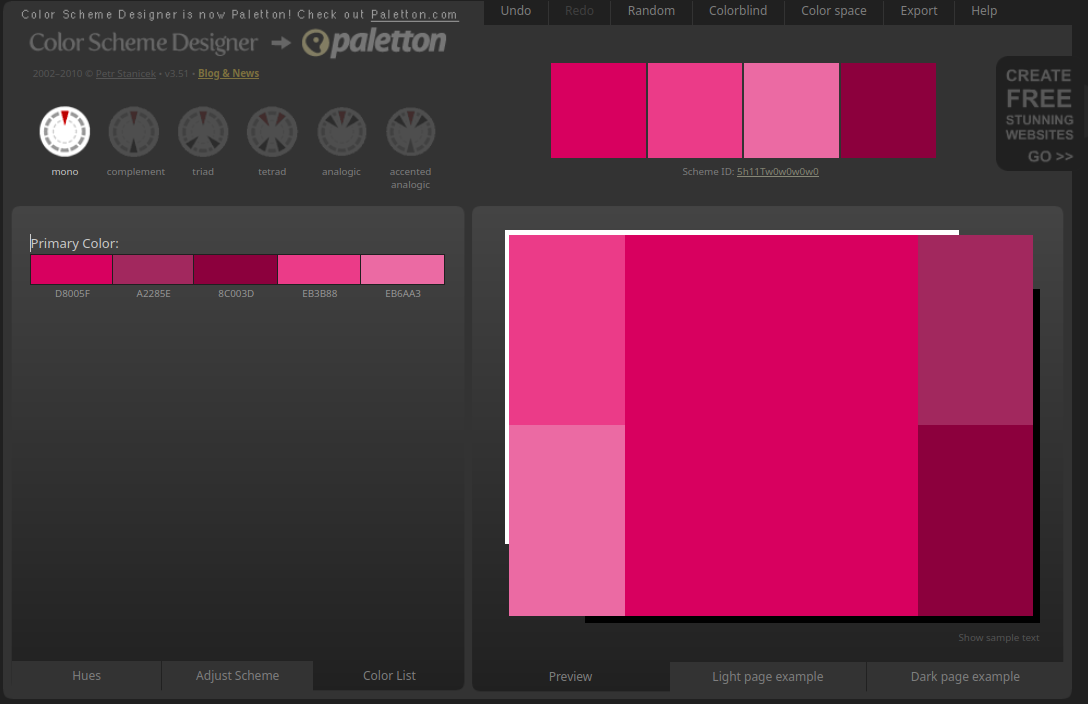 Color Scheme Designer is now Paletton! Check out Paletton.com
Undo Redo Random Colorblind Color space Export Help
Color Scheme Designer paletton
2002–2010 © Petr Stanicek • v3.51 • Blog & News
CREATE
FREE
STUNNING
WEBSITES
GO >>
mono complement triad tetrad analogic accented
analogic
Scheme ID: 5h11Tw0w0w0w0
Primary Color:
D8005F A2285E 8C003D EB3B88 EB6AA3
Show sample text
Hues Adjust Scheme Color List
Preview Light page example Dark page example